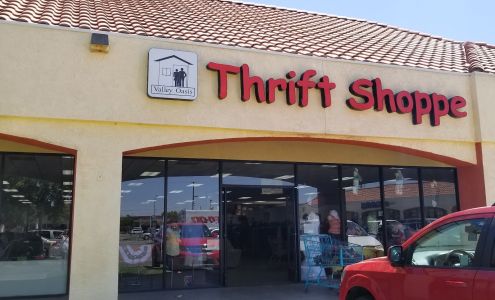 Thrift Shoppe
Valley Oasis